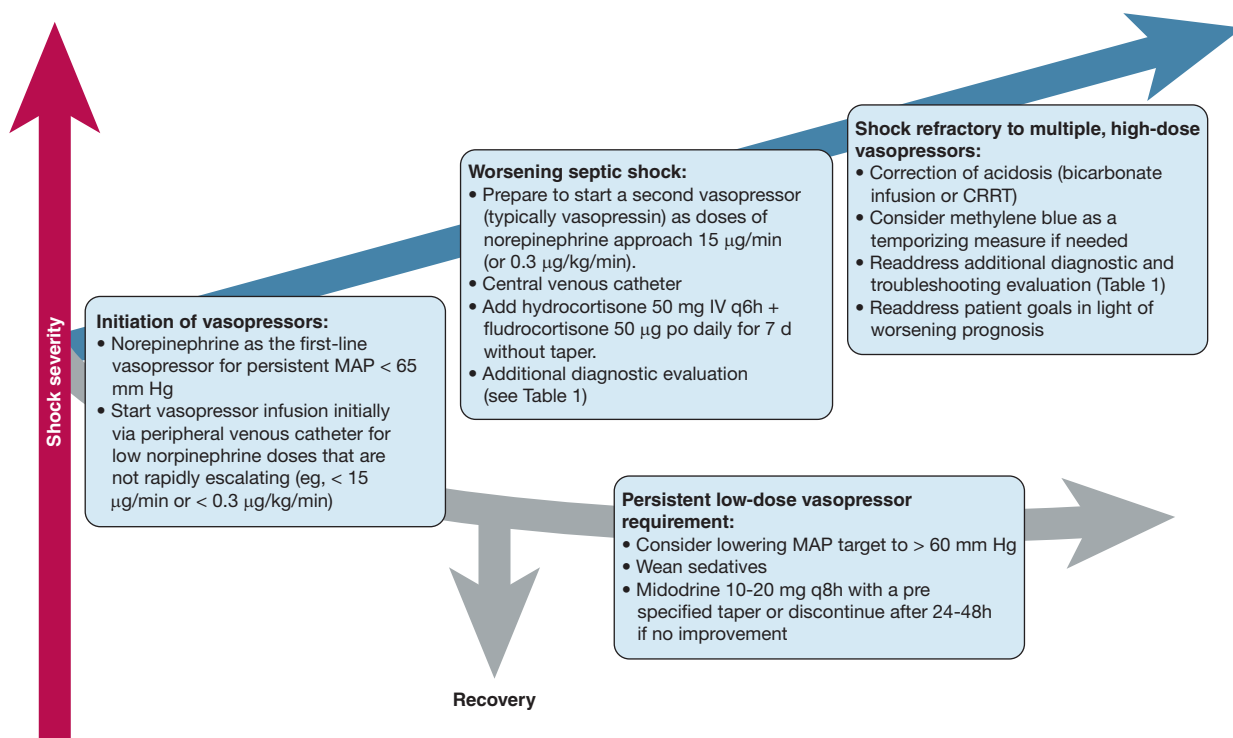 Shock severity
Initiation of vasopressors:
• Norepinephrine as the first-line
vasopressor for persistent MAP < 65
mm Hg
• Start vasopressor infusion initially
via peripheral venous catheter for
low norpinephrine doses that are
not rapidly escalating (eg, < 15
μg/min or < 0.3 μg/kg/min)
Worsening septic shock:
• Prepare to start a second vasopressor
(typically vasopressin) as doses of
norepinephrine approach 15 μg/min
(or 0.3 μg/kg/min).
• Central venous catheter
• Add hydrocortisone 50 mg IV q6h +
fludrocortisone 50 μg po daily for 7 d
without taper.
• Additional diagnostic evaluation
(see Table 1)
Shock refractory to multiple, high-dose
vasopressors:
• Correction of acidosis (bicarbonate
infusion or CRRT)
• Consider methylene blue as a
temporizing measure if needed
• Readdress additional diagnostic and
troubleshooting evaluation (Table 1)
• Readdress patient goals in light of
worsening prognosis
Persistent low-dose vasopressor
requirement:
• Consider lowering MAP target to > 60 mm Hg
• Wean sedatives
• Midodrine 10-20 mg q8h with a pre
specified taper or discontinue after 24-48h
if no improvement
Recovery